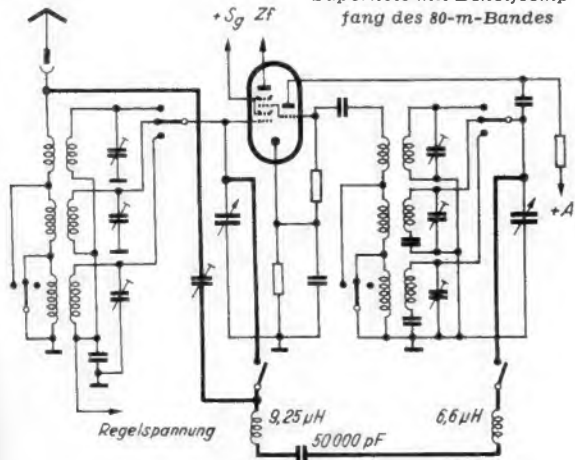 fang des 80-m-Bandes
+Sg Zf
+A
9,25 µH
6,6 µH
50000 pF
Regelspannung